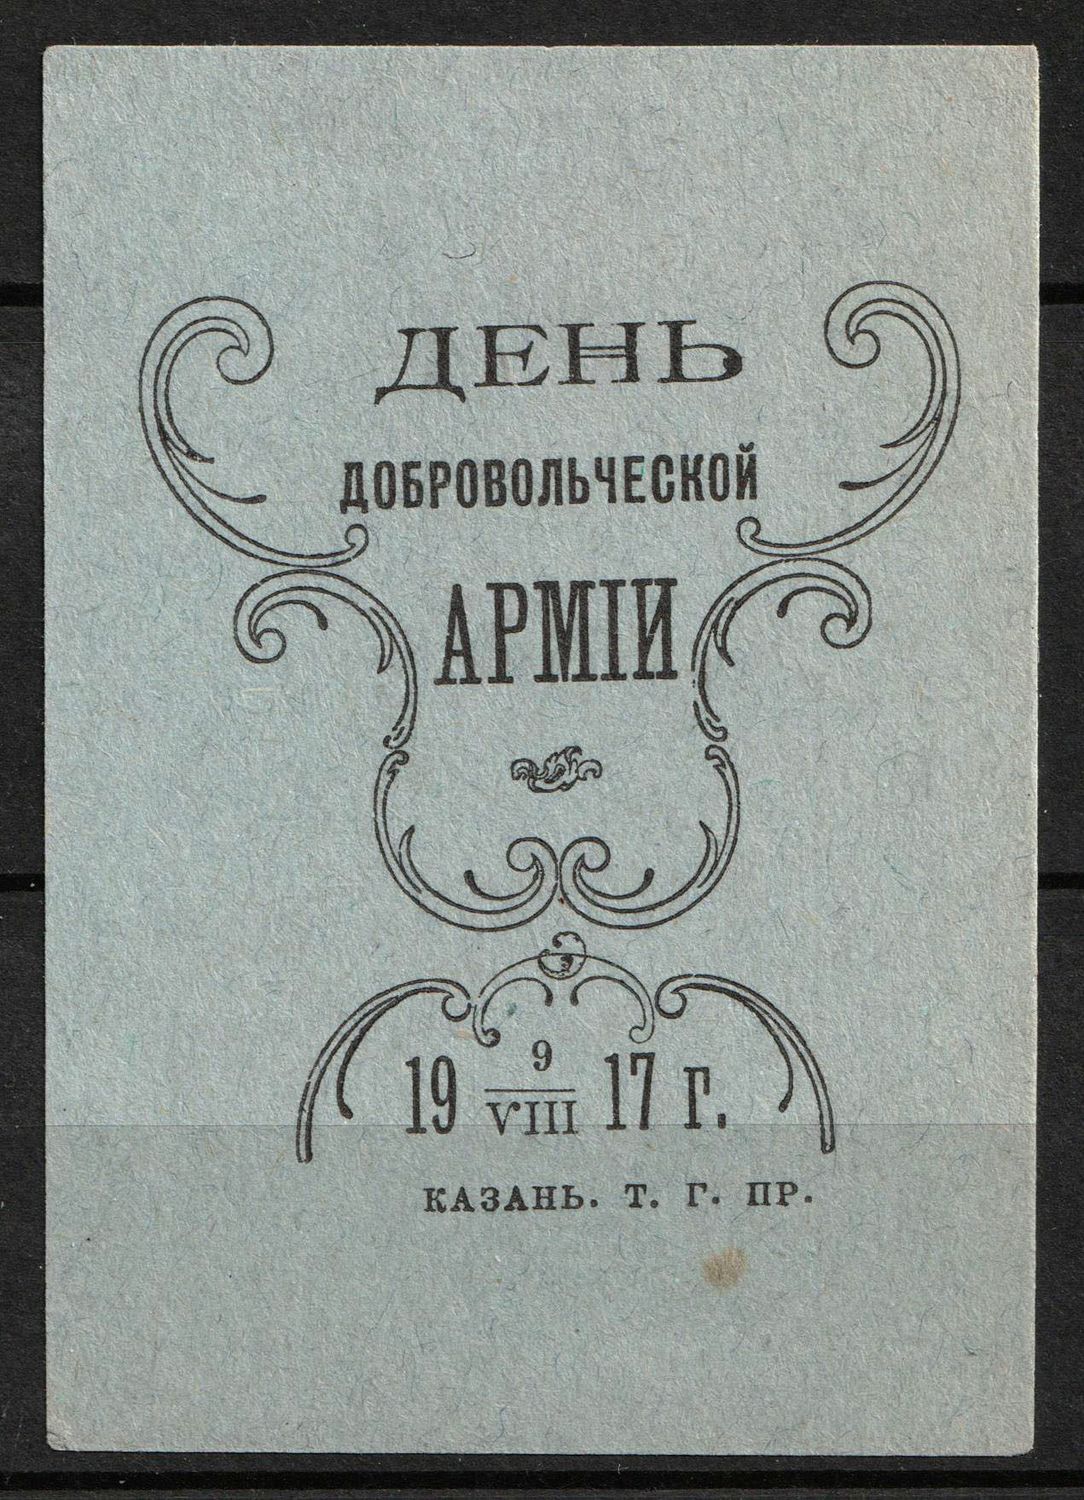 ДЕНЬ
ДОБРОВОЛЬЧЕСКОЙ
АРМІИ
19 9/VIII 17 г.
КАЗАНЬ. Т. Г. ПР.